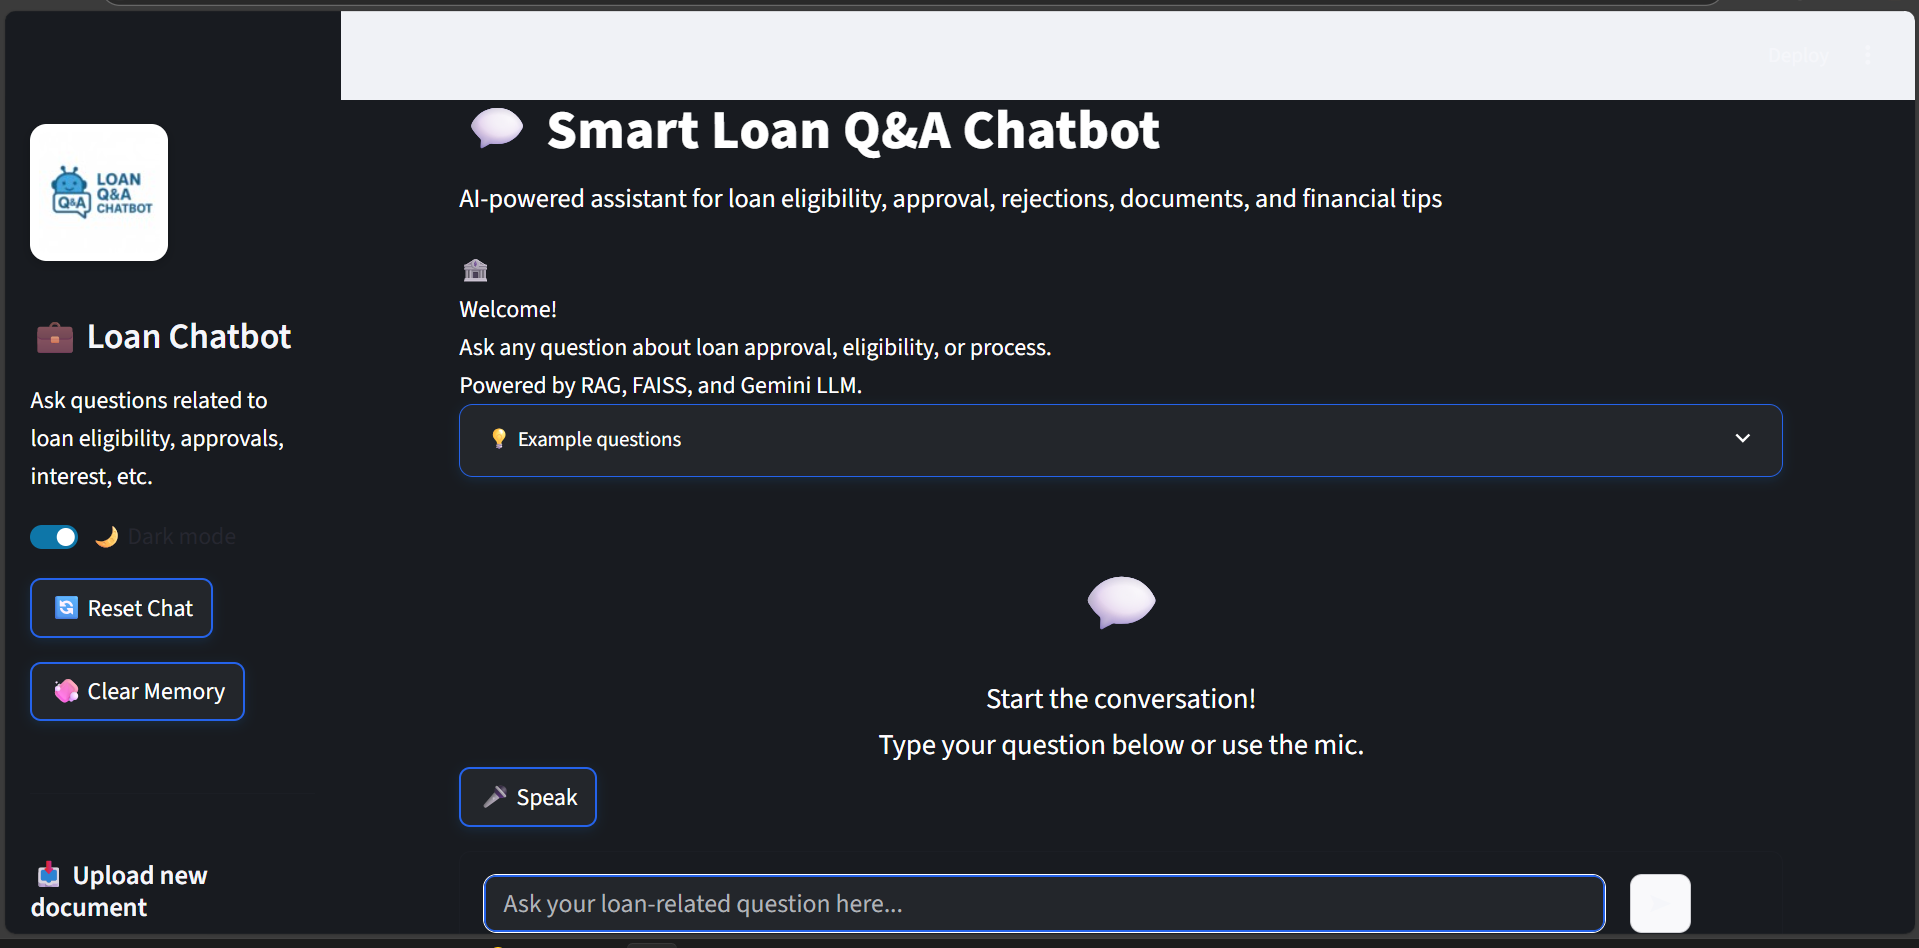 Deploy
LOAN
Q&A
CHATBOT
Q&A
Loan Chatbot
Ask questions related to
loan eligibility, approvals,
interest, etc.
Dark mode
Reset Chat
Clear Memory
Upload new
document
Smart Loan Q&A Chatbot
AI-powered assistant for loan eligibility, approval, rejections, documents, and financial tips
Welcome!
Ask any question about loan approval, eligibility, or process.
Powered by RAG, FAISS, and Gemini LLM.
Example questions
Start the conversation!
Type your question below or use the mic.
Speak
Ask your loan-related question here...